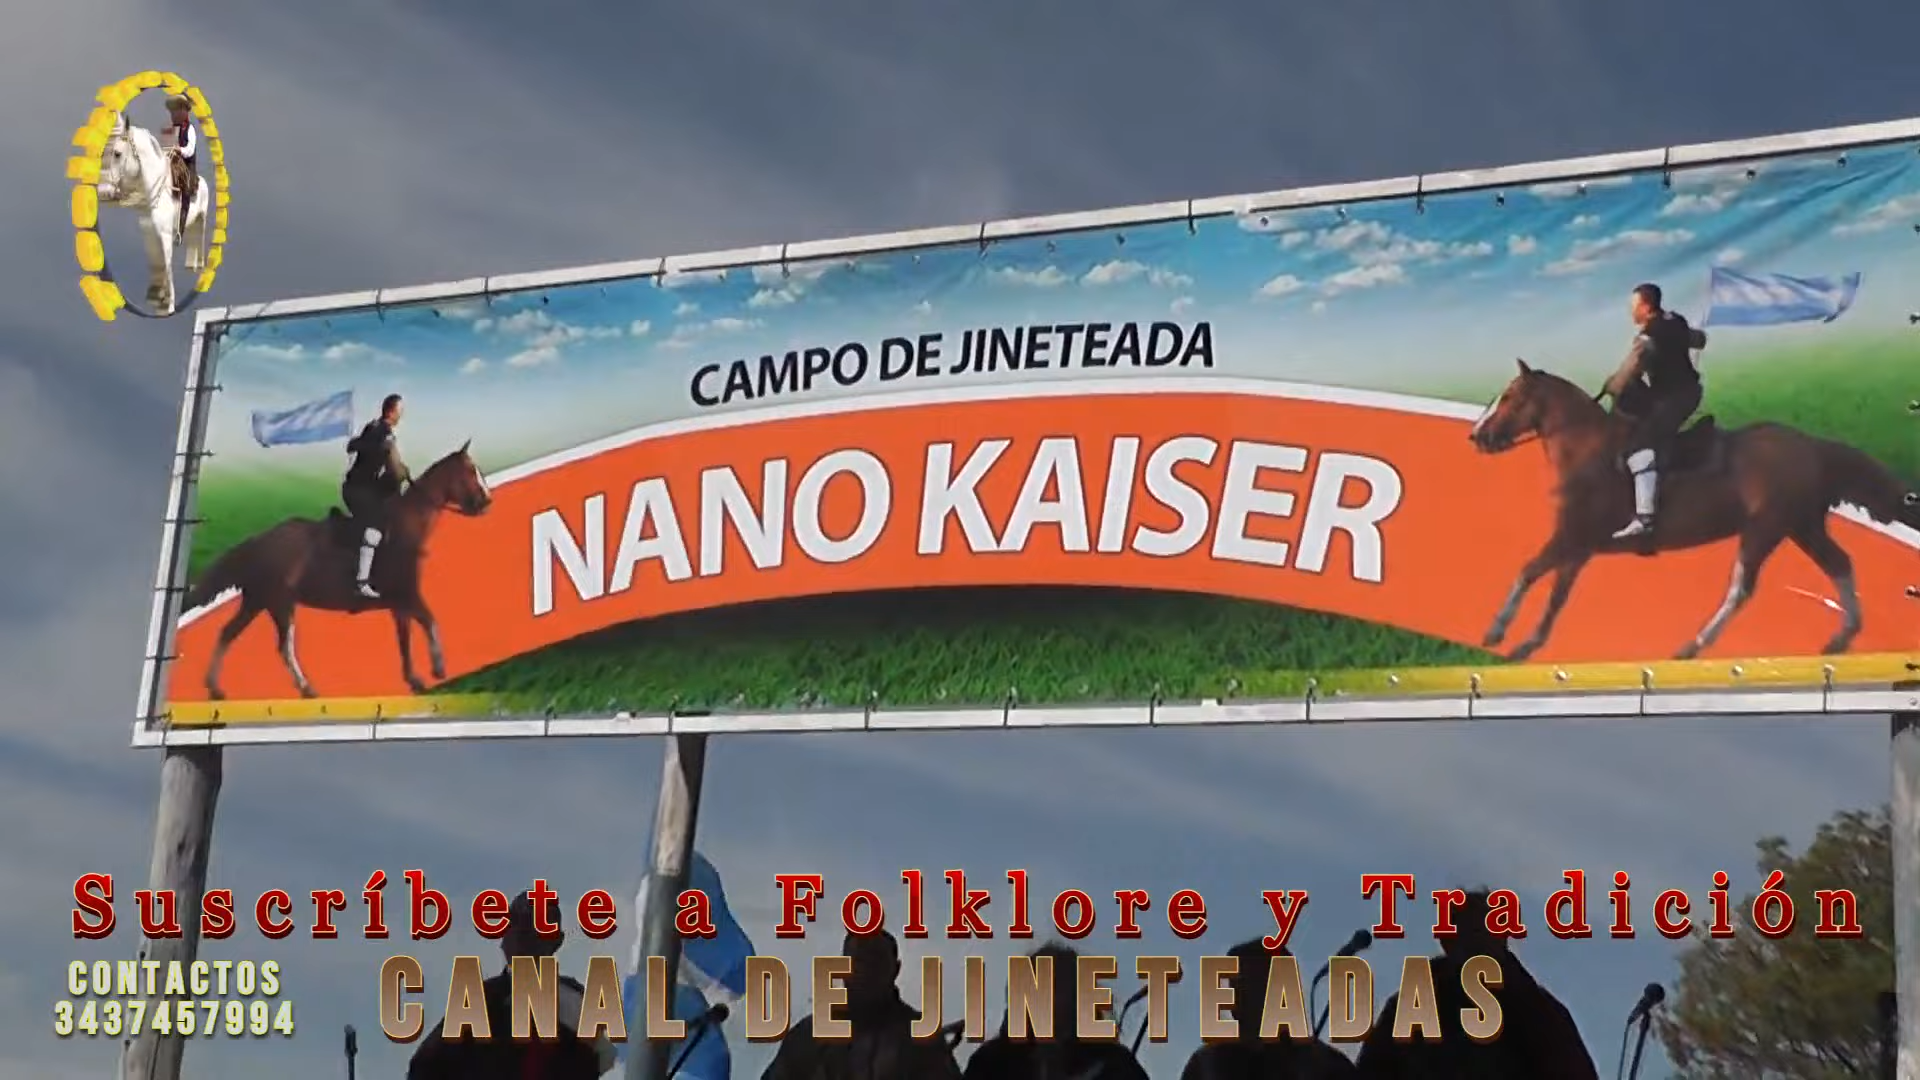 CAMPO DE JINETEADA
NANO KAISER
Suscríbete a Folklore y Tradición
CONTACTOS
3437457994
CANAL DE JINETEADAS